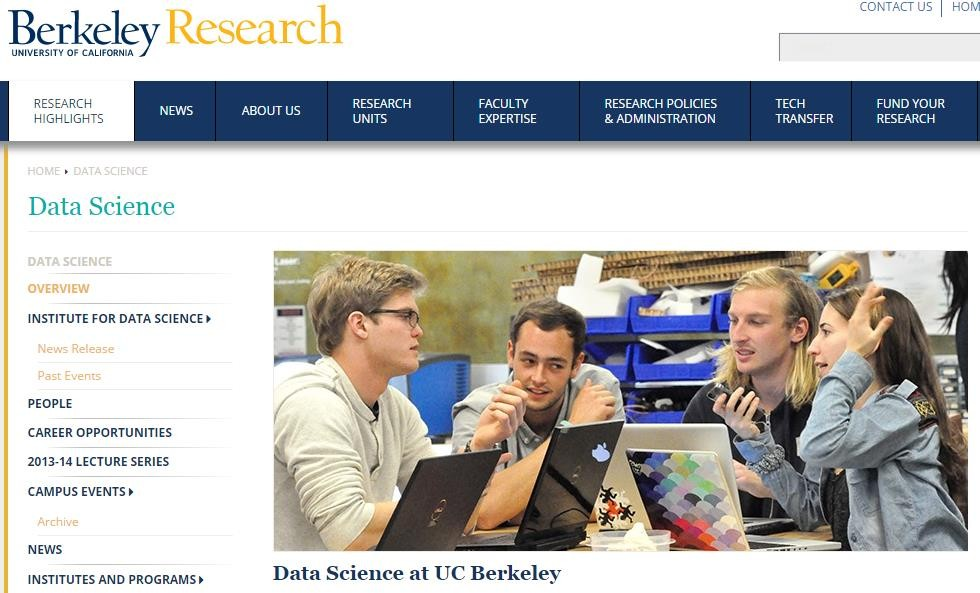 CONTACT US
Berkeley Research
UNIVERSITY OF CALIFORNIA
RESEARCH
HIGHLIGHTS
NEWS
ABOUT US
RESEARCH
UNITS
FACULTY
EXPERTISE
RESEARCH POLICIES
& ADMINISTRATION
TECH
TRANSFER
FUND YOUR
RESEARCH
HOME DATA SCIENCE
Data Science
DATA SCIENCE
OVERVIEW
INSTITUTE FOR DATA SCIENCE
News Release
Past Events
PEOPLE
CAREER OPPORTUNITIES
2013-14 LECTURE SERIES
CAMPUS EVENTS
Archive
NEWS
INSTITUTES AND PROGRAMS
Data Science at UC Berkeley